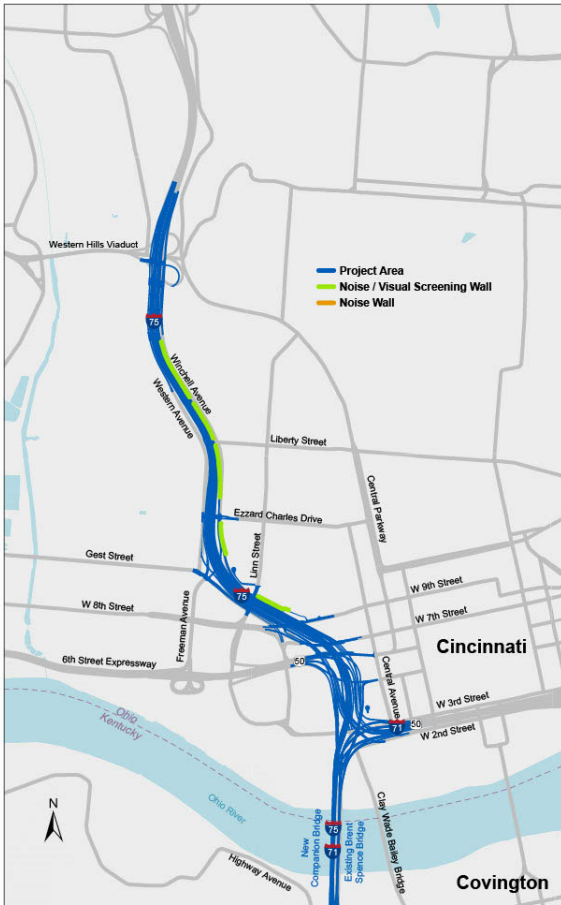 Western Hills Viaduct
Project Area
Noise / Visual Screening Wall
Noise Wall
75
Winchell Avenue
Western Avenue
Liberty Street
Central Parkway
Ezzard Charles Drive
Linn Street
Gest Street
75
W 9th Street
W 8th Street
W 7th Street
Freeman Avenue
Cincinnati
6th Street Expressway
50
Central Avenue
W 3rd Street
71
50
W 2nd Street
Ohio
Kentucky
Ohio River
N
75
71
New
Companion Bridge
Existing Brent
Spence Bridge
Clay Wade Bailey Bridge
Highway Avenue
Covington